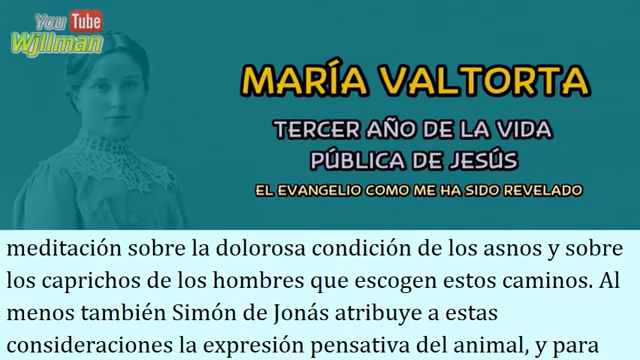 You Tube
Wjllman
MARÍA VALTORTA
TERCER AÑO DE LA VIDA
PÚBLICA DE JESÚS
EL EVANGELIO COMO ME HA SIDO REVELADO
meditación sobre la dolorosa condición de los asnos y sobre
los caprichos de los hombres que escogen estos caminos. Al
menos también Simón de Jonás atribuye a estas
consideraciones la expresión pensativa del animal, y para